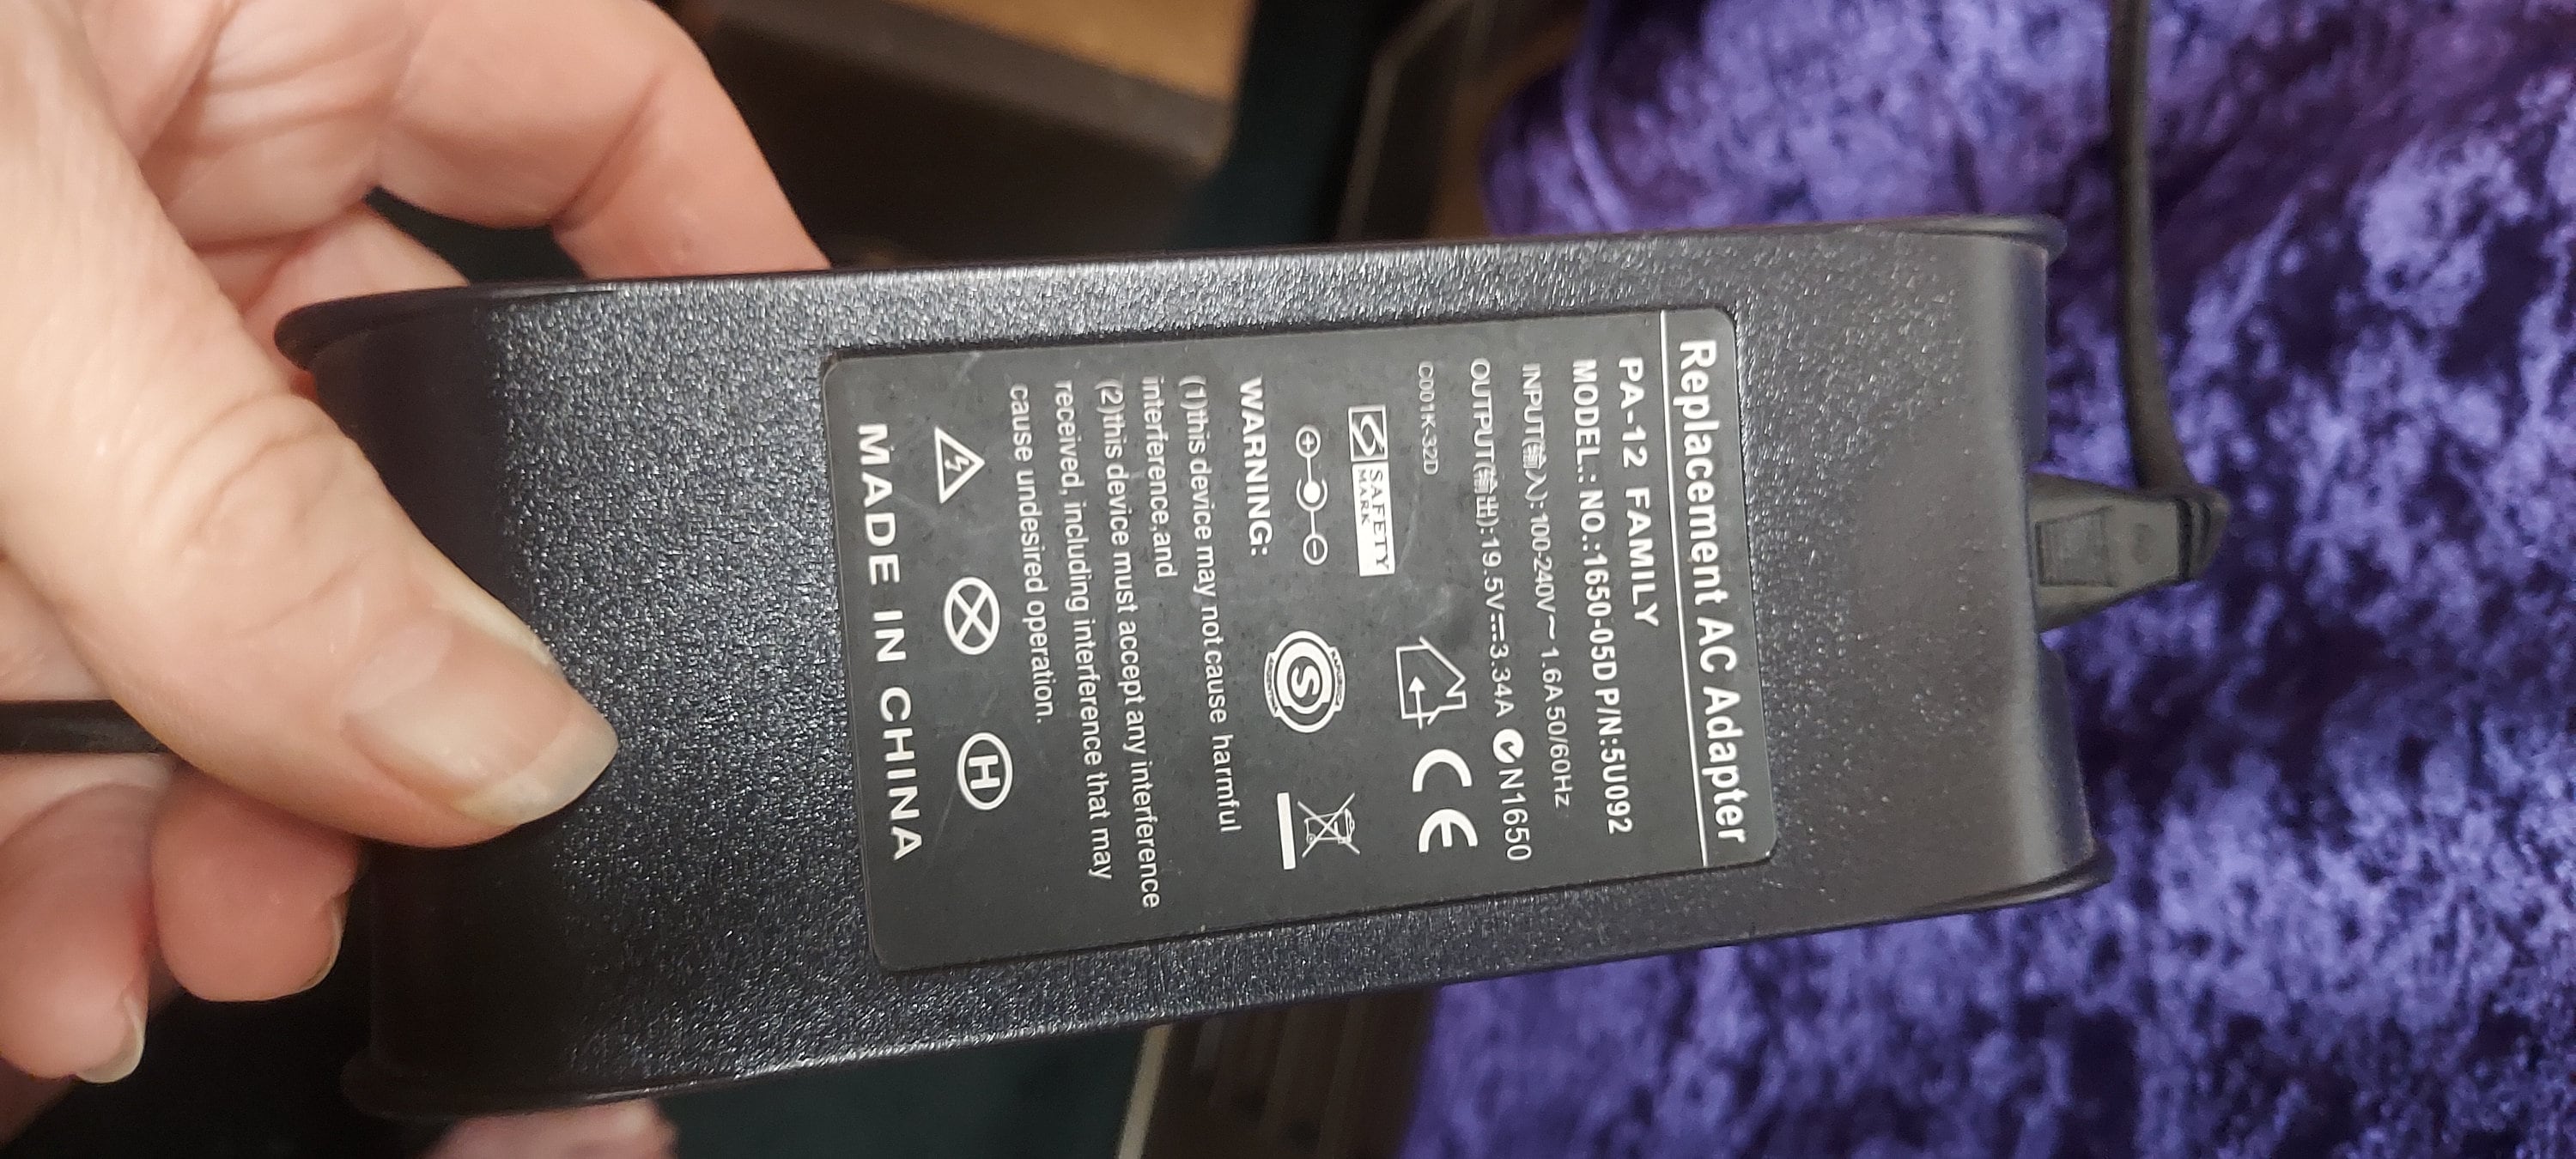 Replacement AC Adapter
PA-12 FAMILY
MODEL.: NO.:1650-05D P/N:5U092
INPUT(輸入):100-240V~1.6A 50/60Hz
OUTPUT(輸出):19.5V⎓3.34A N1650
C001K-32D
SAFETY
MARK
CE
S
WARNING:
(1)this device may not cause harmful
interference,and
(2)this device must accept any interference
received, including interference that may
cause undesired operation.
H
MADE IN CHINA